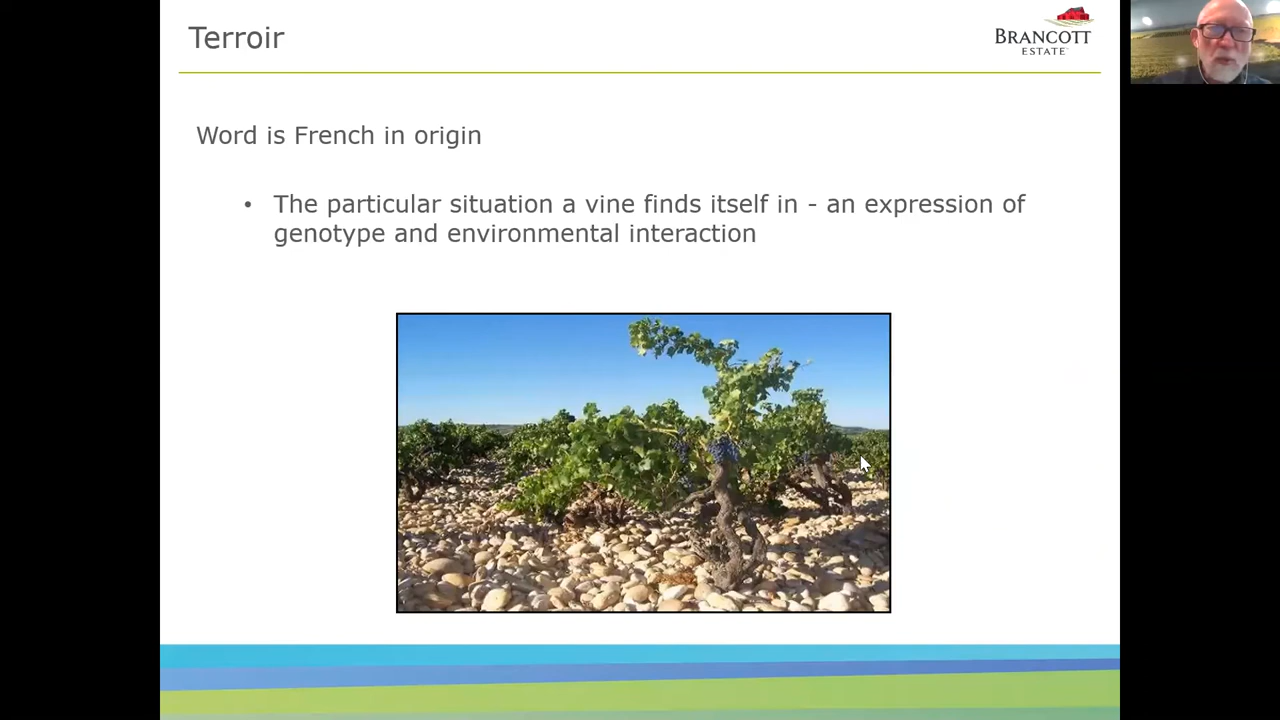 Terroir
BRANCOTT
ESTATE
Word is French in origin
• The particular situation a vine finds itself in - an expression of
genotype and environmental interaction